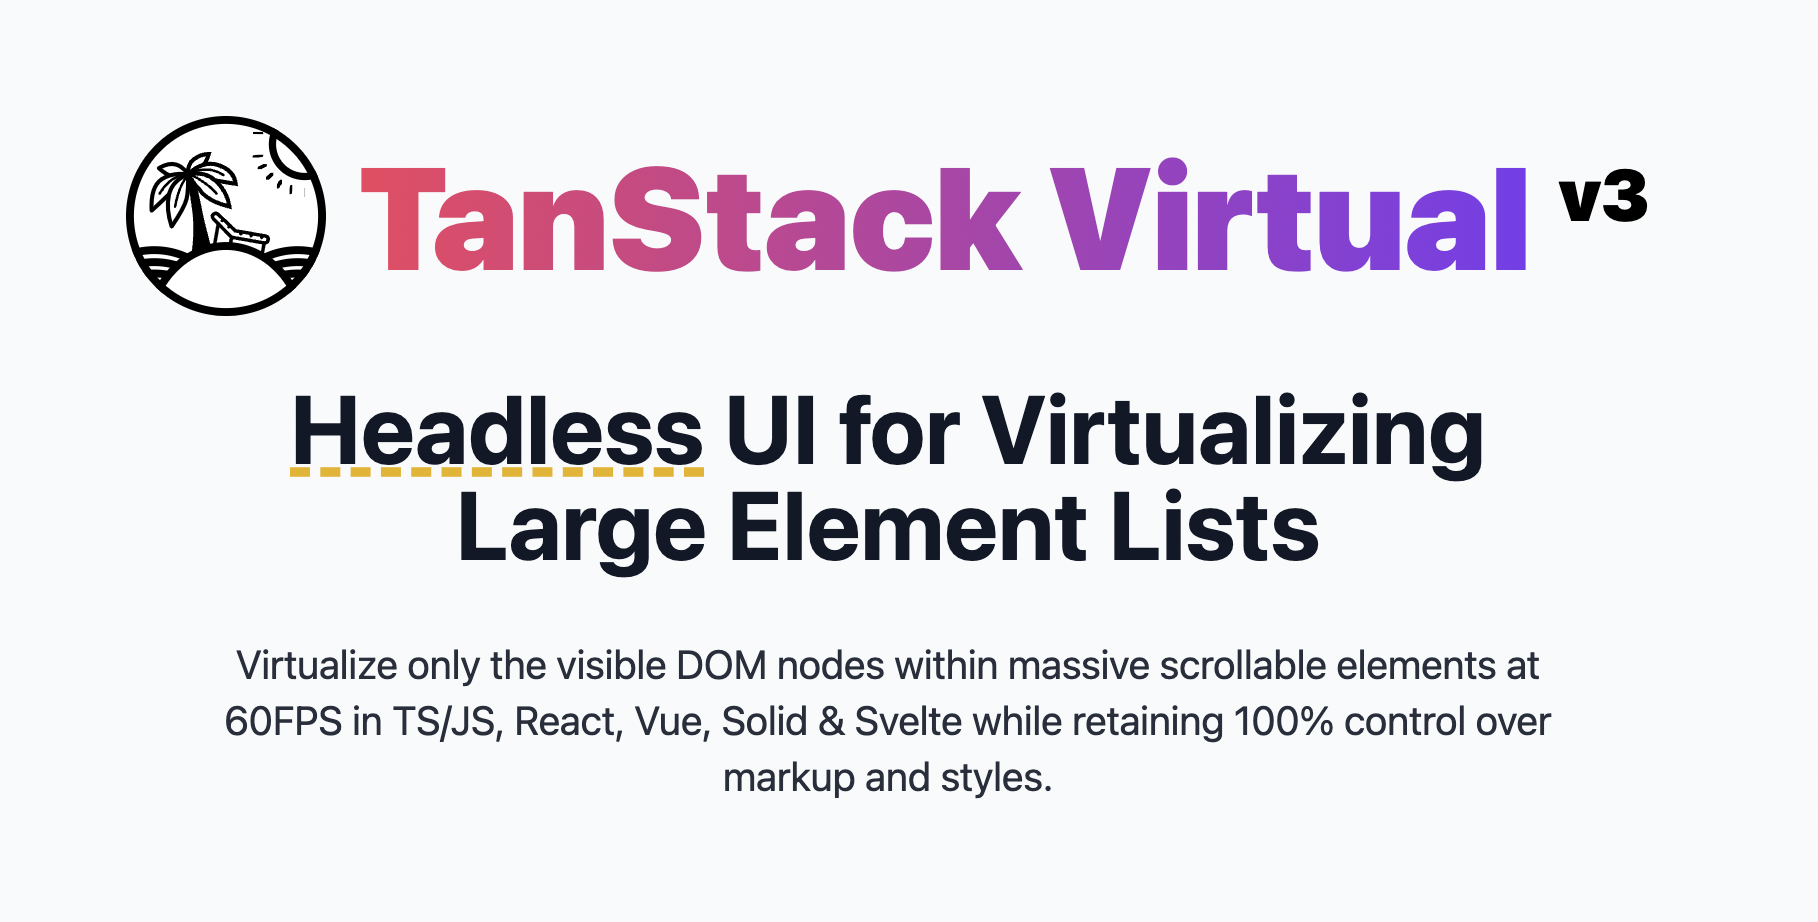 TanStack Virtual v3
Headless UI for Virtualizing
Large Element Lists
Virtualize only the visible DOM nodes within massive scrollable elements at
60FPS in TS/JS, React, Vue, Solid & Svelte while retaining 100% control over
markup and styles.